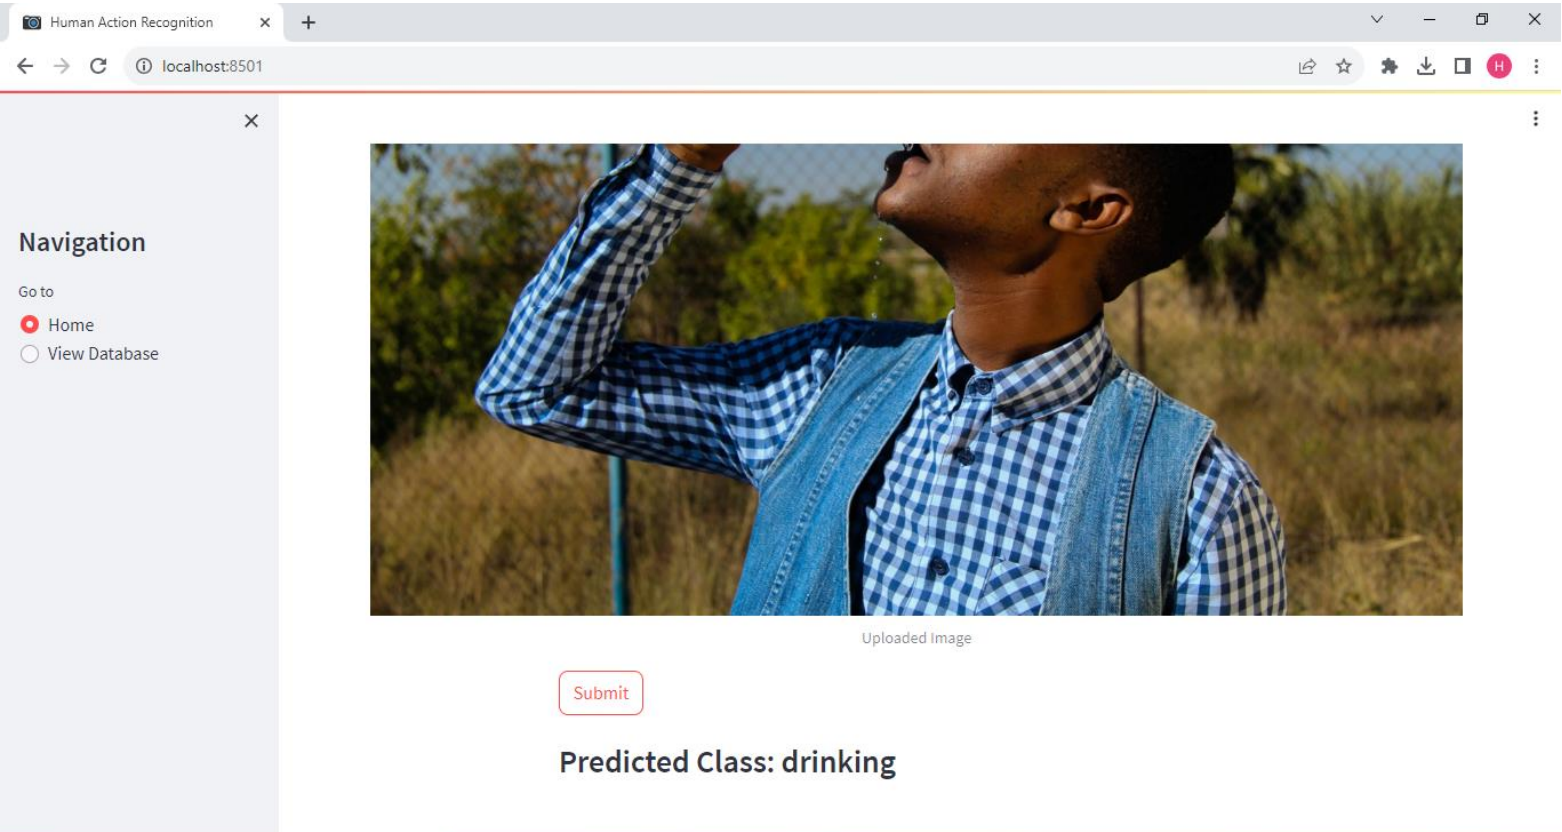 Human Action Recognition
localhost:8501
H
Navigation
Go to
Home
View Database
Uploaded Image
Submit
Predicted Class: drinking